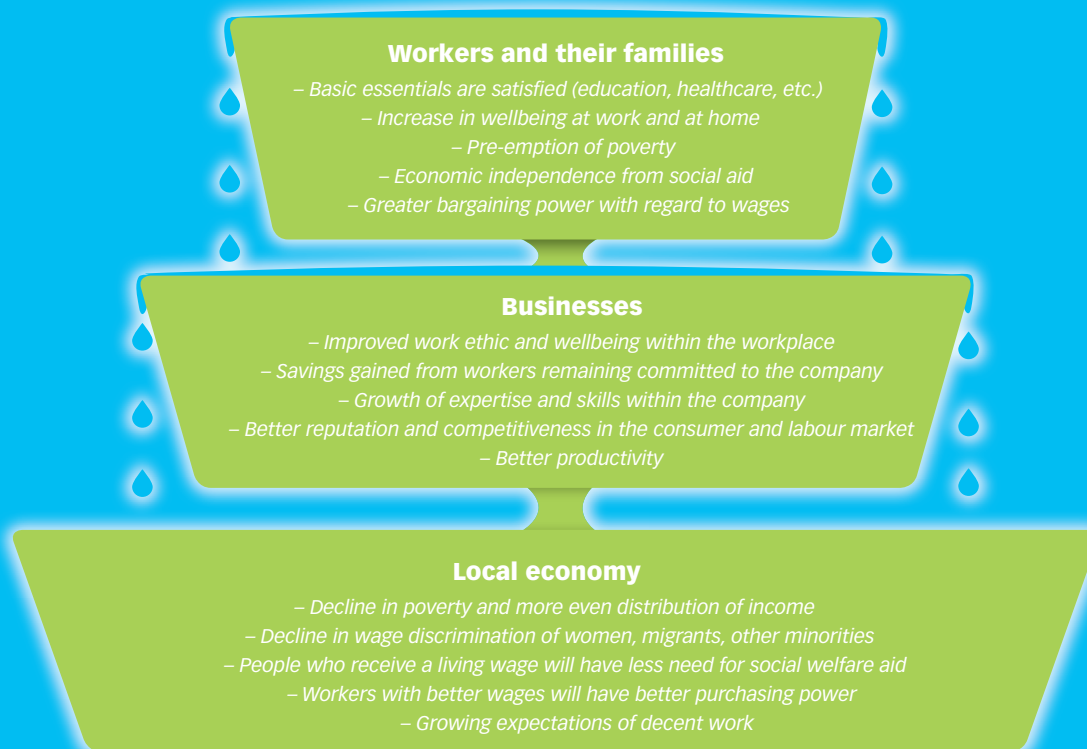 Workers and their families
– Basic essentials are satisfied (education, healthcare, etc.)
– Increase in wellbeing at work and at home
– Pre-emption of poverty
– Economic independence from social aid
– Greater bargaining power with regard to wages
Businesses
– Improved work ethic and wellbeing within the workplace
– Savings gained from workers remaining committed to the company
– Growth of expertise and skills within the company
– Better reputation and competitiveness in the consumer and labour market
– Better productivity
Local economy
– Decline in poverty and more even distribution of income
– Decline in wage discrimination of women, migrants, other minorities
– People who receive a living wage will have less need for social welfare aid
– Workers with better wages will have better purchasing power
– Growing expectations of decent work